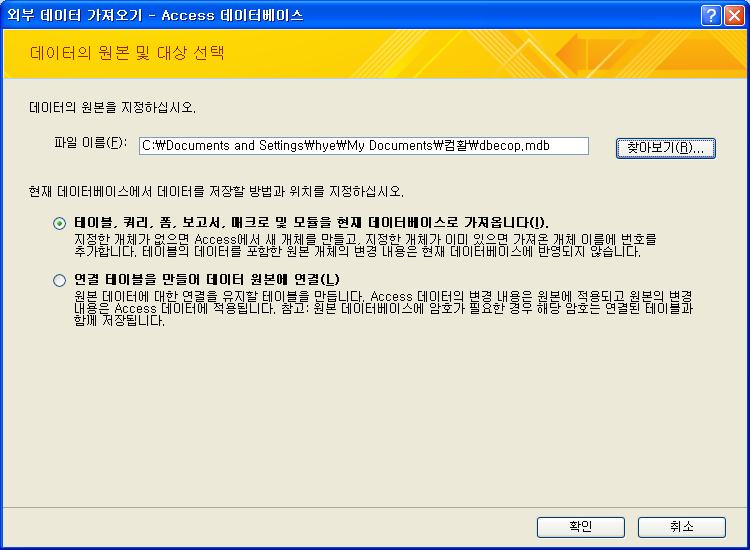 외부 데이터 가져오기 - Access 데이터베이스
데이터의 원본 및 대상 선택
데이터의 원본을 지정하십시오.
파일 이름(F):
C:₩Documents and Settings₩hye₩My Documents₩컴활₩dbecop.mdb
찾아보기(R)...
현재 데이터베이스에서 데이터를 저장할 방법과 위치를 지정하십시오.
테이블, 쿼리, 폼, 보고서, 매크로 및 모듈을 현재 데이터베이스로 가져옵니다(I).
지정한 개체가 없으면 Access에서 새 개체를 만들고, 지정한 개체가 이미 있으면 가져온 개체 이름에 번호를
추가합니다. 테이블의 데이터를 포함한 원본 개체의 변경 내용은 현재 데이터베이스에 반영되지 않습니다.
연결 테이블을 만들어 데이터 원본에 연결(L)
원본 데이터에 대한 연결을 유지할 테이블을 만듭니다. Access 데이터의 변경 내용은 원본에 적용되고 원본의 변경
내용은 Access 데이터에 적용됩니다. 참고: 원본 데이터베이스에 암호가 필요한 경우 해당 암호는 연결된 테이블과
함께 저장됩니다.
확인
취소